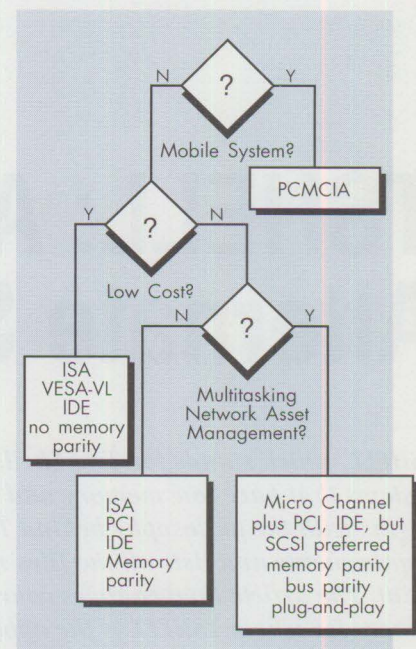 N
Y
?
Mobile System?
PCMCIA
Y
N
?
Low Cost?
N
Y
?
ISA
VESA-VL
IDE
no memory
parity
Multitasking
Network Asset
Management?
ISA
PCI
IDE
Memory
parity
Micro Channel
plus PCI, IDE, but
SCSI preferred
memory parity
bus parity
plug-and-play